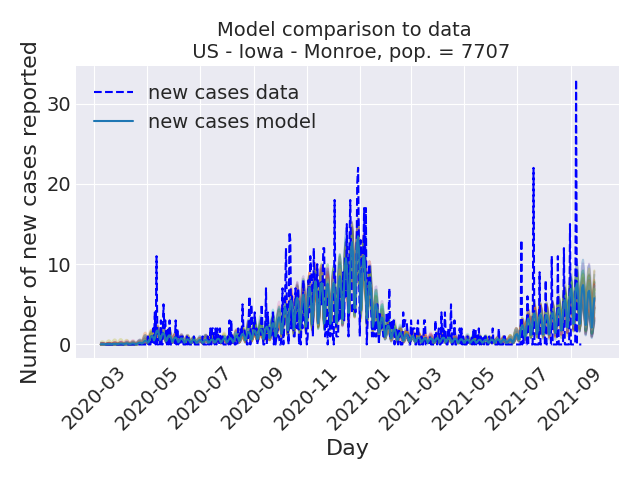 Model comparison to data
US - Iowa - Monroe, pop. = 7707
Number of new cases reported
30
20
10
0
new cases data
new cases model
2020-03
2020-05
2020-07
2020-09
2020-11
2021-01
2021-03
2021-05
2021-07
2021-09
Day